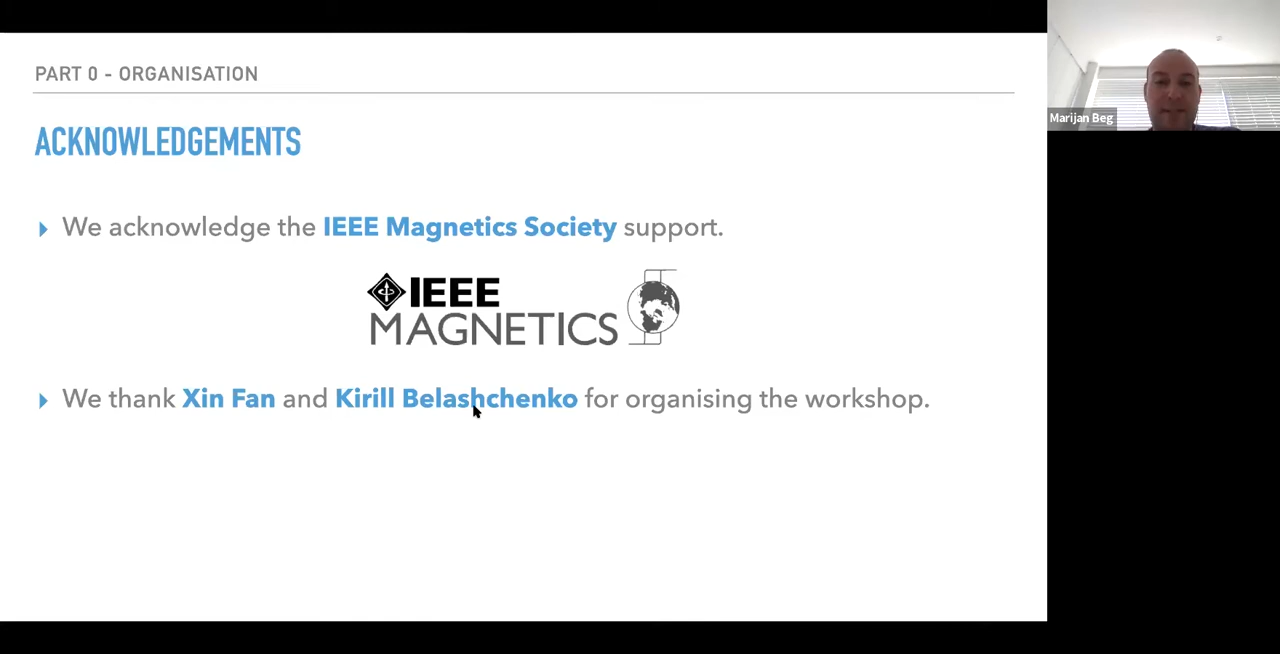 PART 0 - ORGANISATION
ACKNOWLEDGEMENTS
We acknowledge the IEEE Magnetics Society support.
IEEE
MAGNETICS
We thank Xin Fan and Kirill Belashchenko for organising the workshop.
Marijan Beg